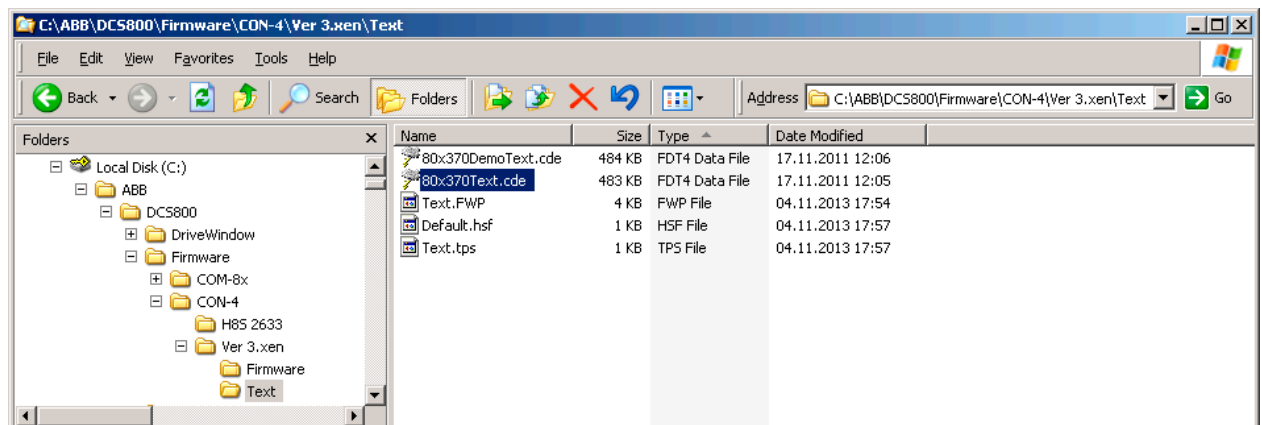 C:\ABB\DCS800\Firmware\CON-4\Ver 3.xen\Text
File Edit View Favorites Tools Help
Back Search Folders Address C:\ABB\DCS800\Firmware\CON-4\Ver 3.xen\Text Go
Folders x
Name Size Type Date Modified
Local Disk (C:)
ABB
DCS800
DriveWindow
Firmware
COM-8x
CON-4
H8S 2633
Ver 3.xen
Firmware
Text
80x370DemoText.cde 484 KB FDT4 Data File 17.11.2011 12:06
80x370Text.cde 483 KB FDT4 Data File 17.11.2011 12:05
Text.FWP 4 KB FWP File 04.11.2013 17:54
Default.hsf 1 KB HSF File 04.11.2013 17:57
Text.tps 1 KB TPS File 04.11.2013 17:57